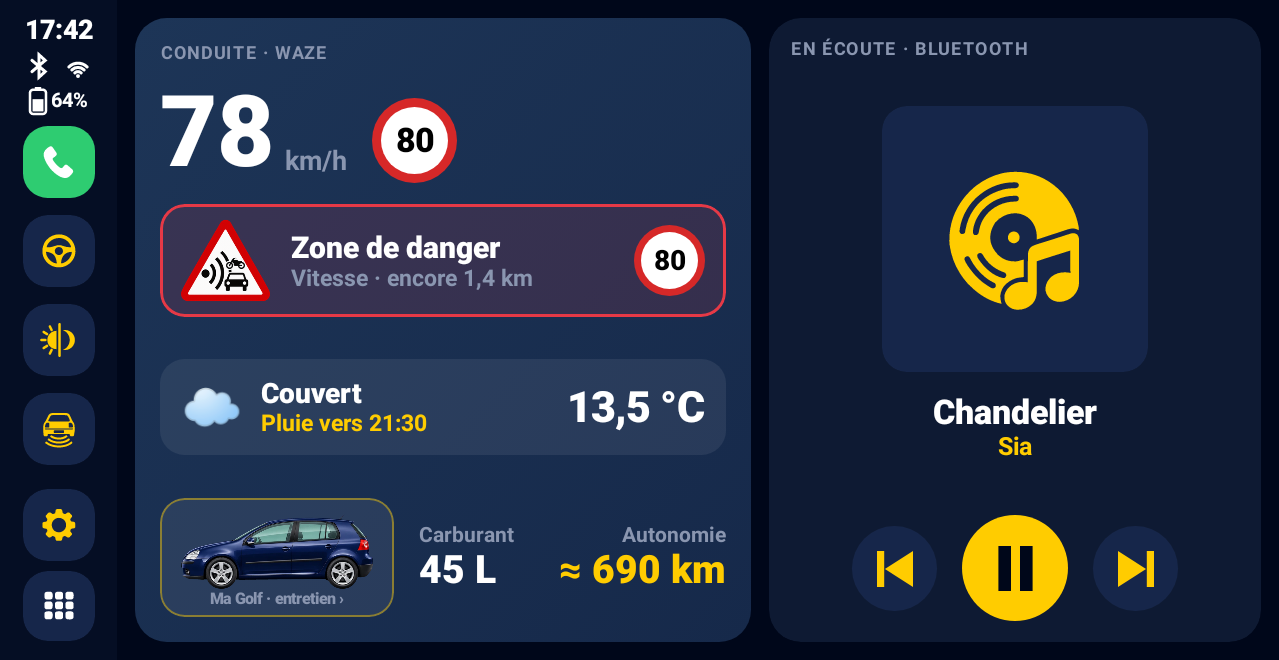 17:42
64%
CONDUITE · WAZE
78 km/h
80
Zone de danger
Vitesse · encore 1,4 km
80
Couvert
Pluie vers 21:30
13,5 °C
Ma Golf · entretien ›
Carburant
45 L
Autonomie
≈ 690 km
EN ÉCOUTE · BLUETOOTH
Chandelier
Sia